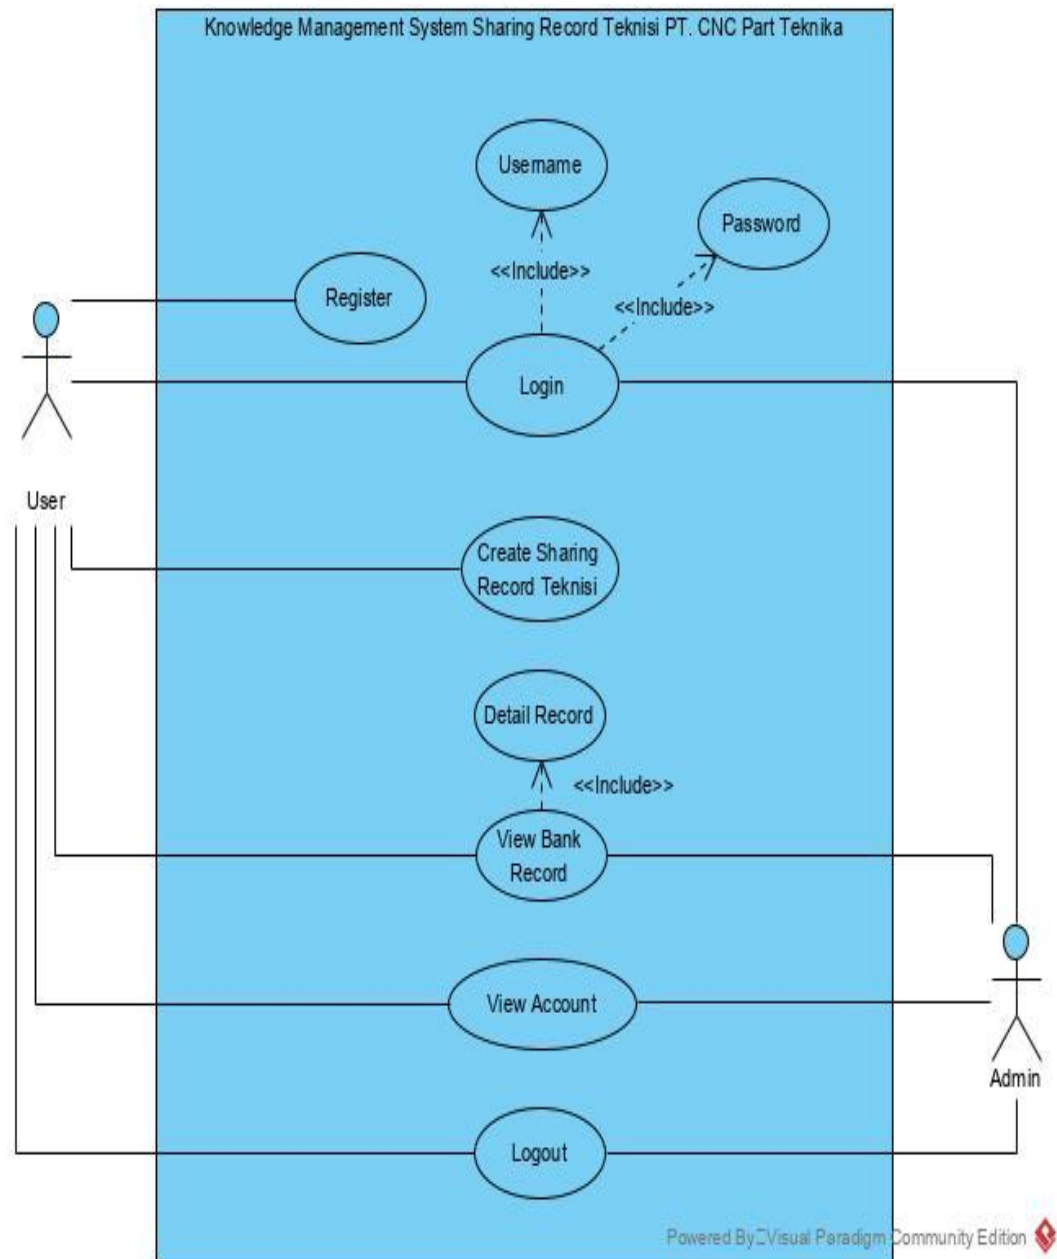 Knowledge Management System Sharing Record Teknisi PT. CNC Part Teknika
Username
Password
<<Include>>
<<Include>>
Register
Login
User
Create Sharing
Record Teknisi
Detail Record
<<Include>>
View Bank
Record
View Account
Admin
Logout
Powered By Visual Paradigm Community Edition